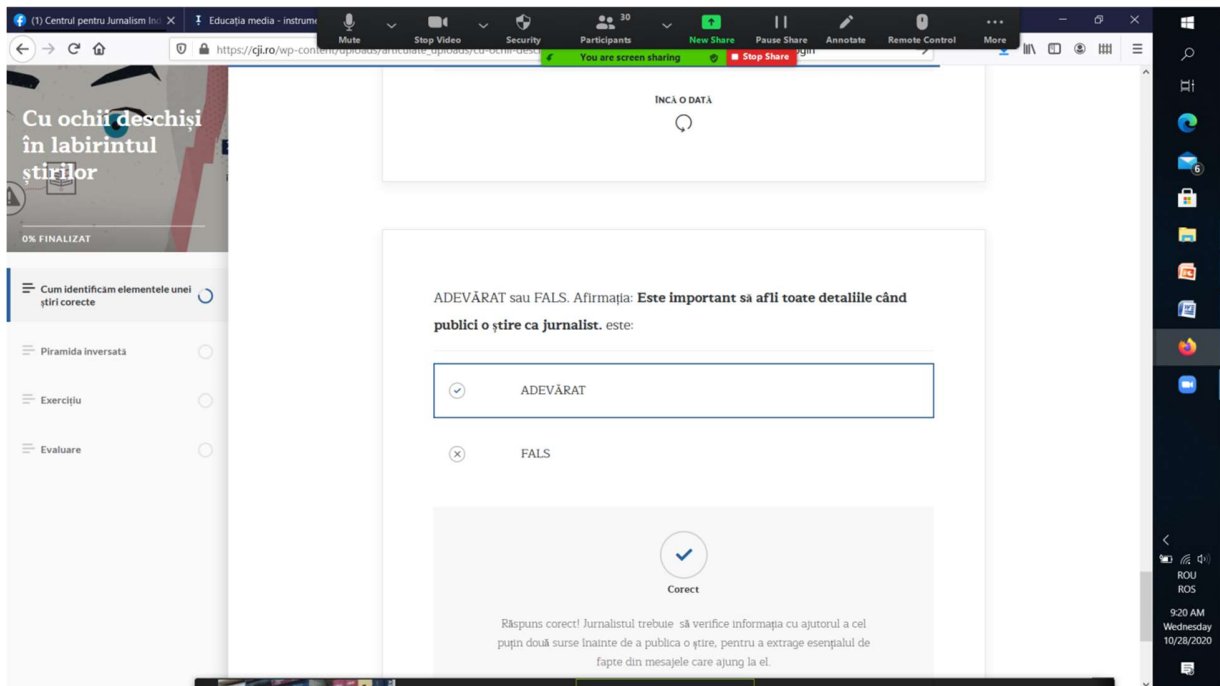 (1) Centrul pentru Jurnalism Ind
Educația media - instrume
Mute
Stop Video
Security
30
Participants
New Share
Pause Share
Annotate
Remote Control
More
https://cji.ro/wp-content/uploads/articulate_uploads/cu-ochii-desc
You are screen sharing
Stop Share
Cu ochii deschiși
în labirintul
știrilor
0% FINALIZAT
Cum identificăm elementele unei
știri corecte
Piramida inversată
Exercițiu
Evaluare
ÎNCĂ O DATĂ
ADEVĂRAT sau FALS. Afirmația: Este important să afli toate detaliile când
publici o știre ca jurnalist. este:
ADEVĂRAT
FALS
Corect
Răspuns corect! Jurnalistul trebuie să verifice informația cu ajutorul a cel
puțin două surse înainte de a publica o știre, pentru a extrage esențialul de
fapte din mesajele care ajung la el.
6
ROU
ROS
9:20 AM
Wednesday
10/28/2020